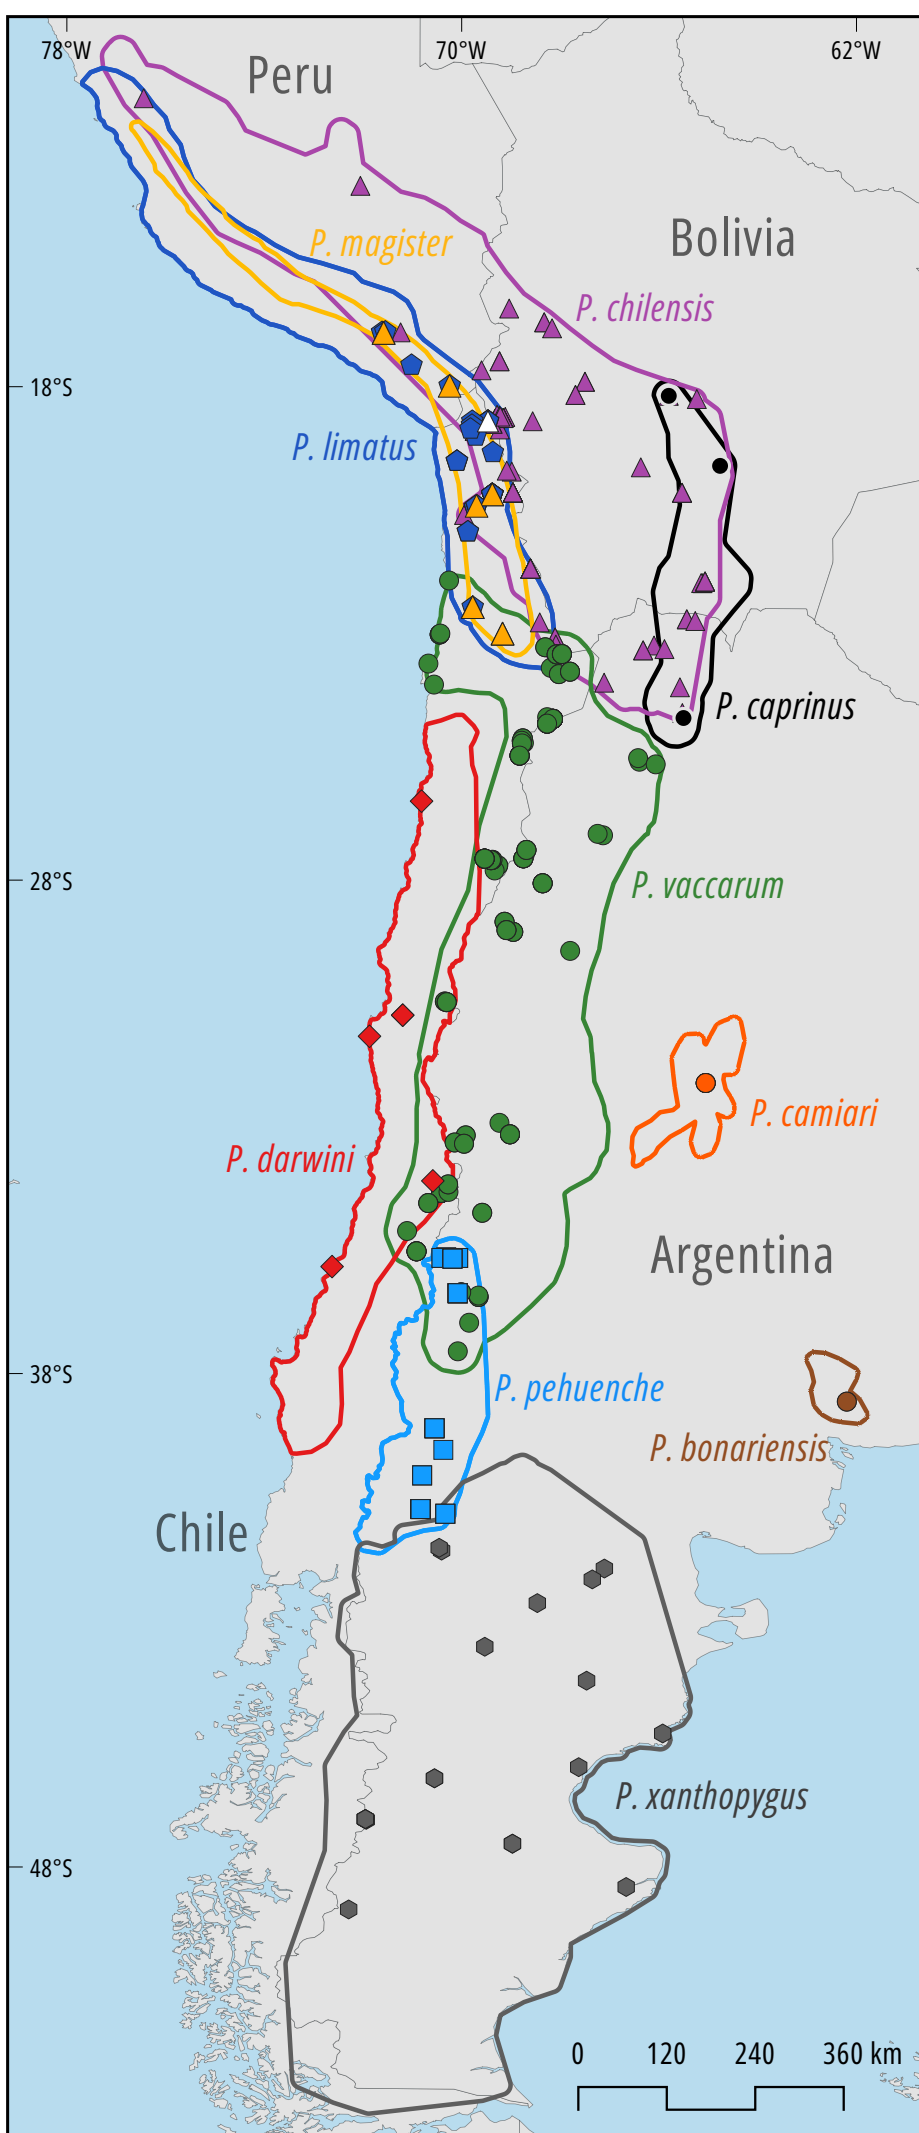 78°W 70°W 62°W
Peru
Bolivia
P. magister
P. chilensis
18°S
P. limatus
P. caprinus
28°S
P. vaccarum
P. camiari
P. darwini
Argentina
38°S
P. pehuenche
P. bonariensis
Chile
P. xanthopygus
48°S
0 120 240 360 km